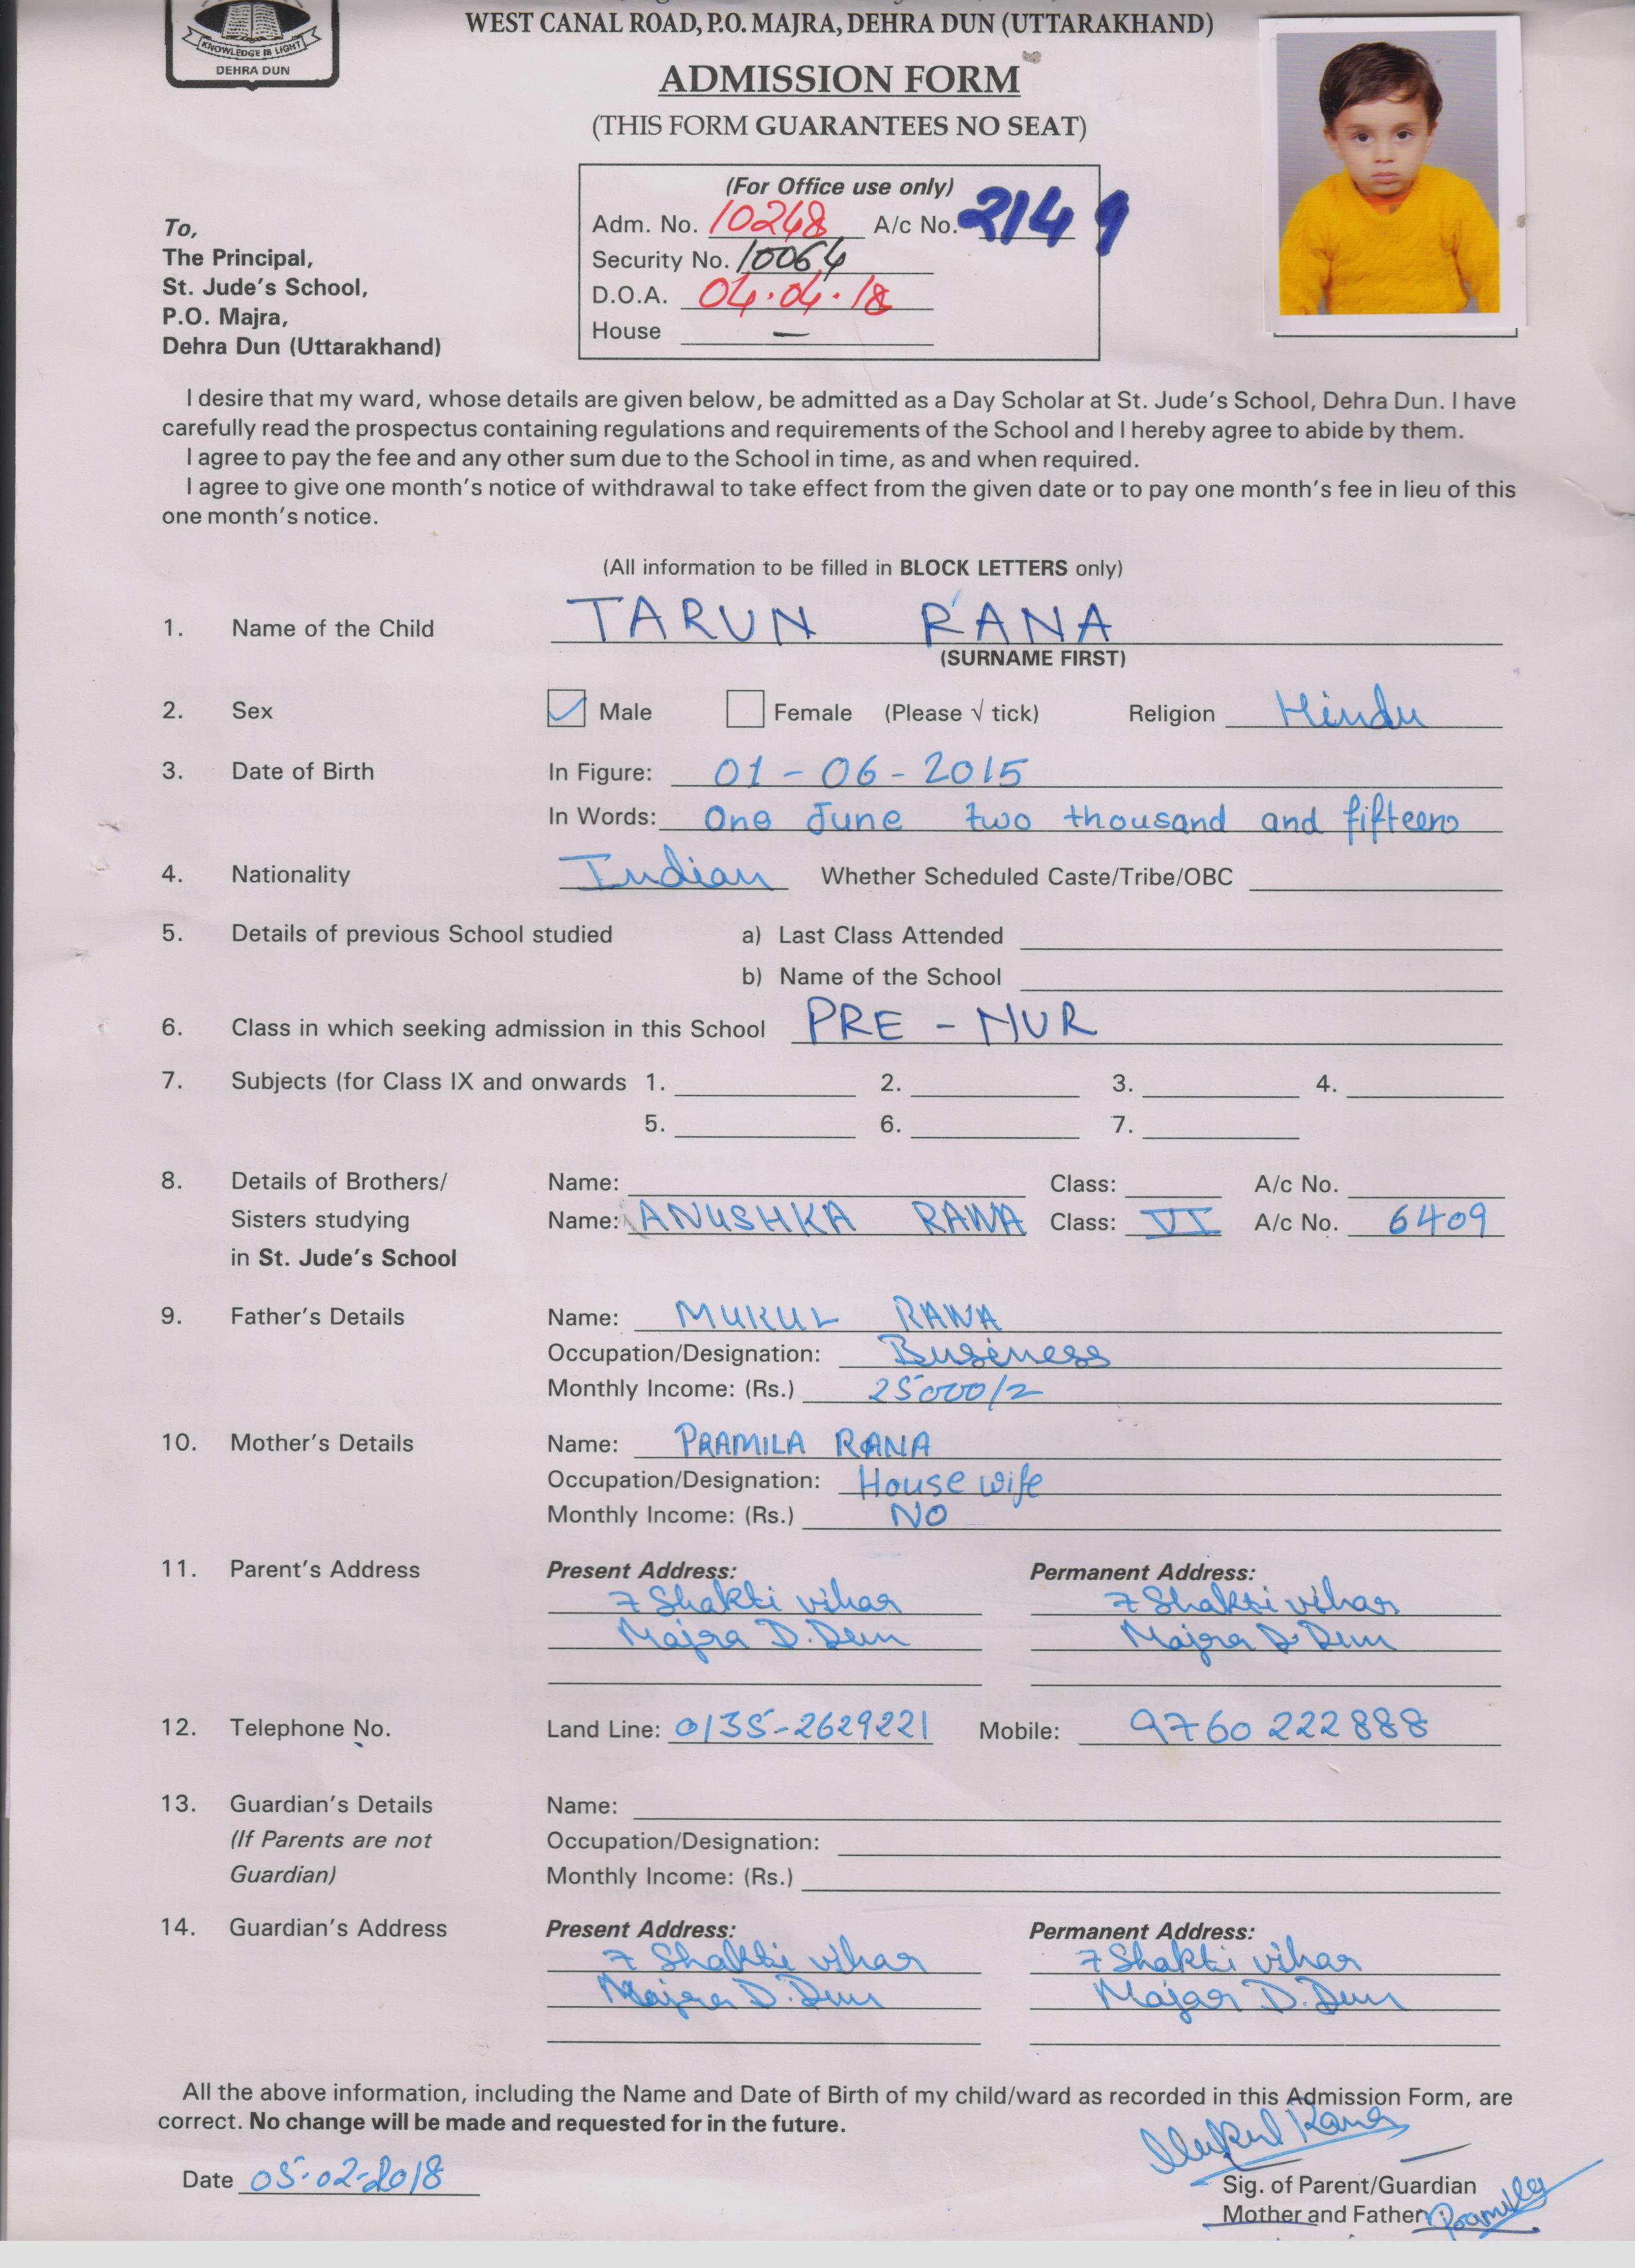 KNOWLEDGE IS LIGHT
DEHRA DUN
WEST CANAL ROAD, P.O. MAJRA, DEHRA DUN (UTTARAKHAND)
ADMISSION FORM
(THIS FORM GUARANTEES NO SEAT)
(For Office use only)
Adm. No. 10248 A/c No. 2149
Security No. 10064
D.O.A. 04.04.18
House –
To,
The Principal,
St. Jude's School,
P.O. Majra,
Dehra Dun (Uttarakhand)
I desire that my ward, whose details are given below, be admitted as a Day Scholar at St. Jude's School, Dehra Dun. I have
carefully read the prospectus containing regulations and requirements of the School and I hereby agree to abide by them.
I agree to pay the fee and any other sum due to the School in time, as and when required.
I agree to give one month's notice of withdrawal to take effect from the given date or to pay one month's fee in lieu of this
one month's notice.
(All information to be filled in BLOCK LETTERS only)
1. Name of the Child TARUN RANA
(SURNAME FIRST)
2. Sex ✓ Male Female (Please √ tick) Religion Hindu
3. Date of Birth In Figure: 01-06-2015
In Words: One June two thousand and fifteen
4. Nationality Indian Whether Scheduled Caste/Tribe/OBC
5. Details of previous School studied a) Last Class Attended
b) Name of the School
6. Class in which seeking admission in this School PRE - NUR
7. Subjects (for Class IX and onwards 1. 2. 3. 4.
5. 6. 7.
8. Details of Brothers/ Name: Class: A/c No.
Sisters studying Name: ANUSHKA RANA Class: VI A/c No. 6409
in St. Jude's School
9. Father's Details Name: MUKUL RANA
Occupation/Designation: Business
Monthly Income: (Rs.) 25000/2
10. Mother's Details Name: PRAMILA RANA
Occupation/Designation: House wife
Monthly Income: (Rs.) NO
11. Parent's Address Present Address: Permanent Address:
7 Shakti vihar 7 Shakti vihar
Majra D.Dun Majra D.Dun
12. Telephone No. Land Line: 0135-2629221 Mobile: 9760222888
13. Guardian's Details Name:
(If Parents are not Occupation/Designation:
Guardian) Monthly Income: (Rs.)
14. Guardian's Address Present Address: Permanent Address:
7 Shakti vihar 7 Shakti vihar
Majra D.Dun Majar D.Dun
All the above information, including the Name and Date of Birth of my child/ward as recorded in this Admission Form, are
correct. No change will be made and requested for in the future.
Mukul Rana
Date 05-02-2018
Sig. of Parent/Guardian
Mother and Father Pramila